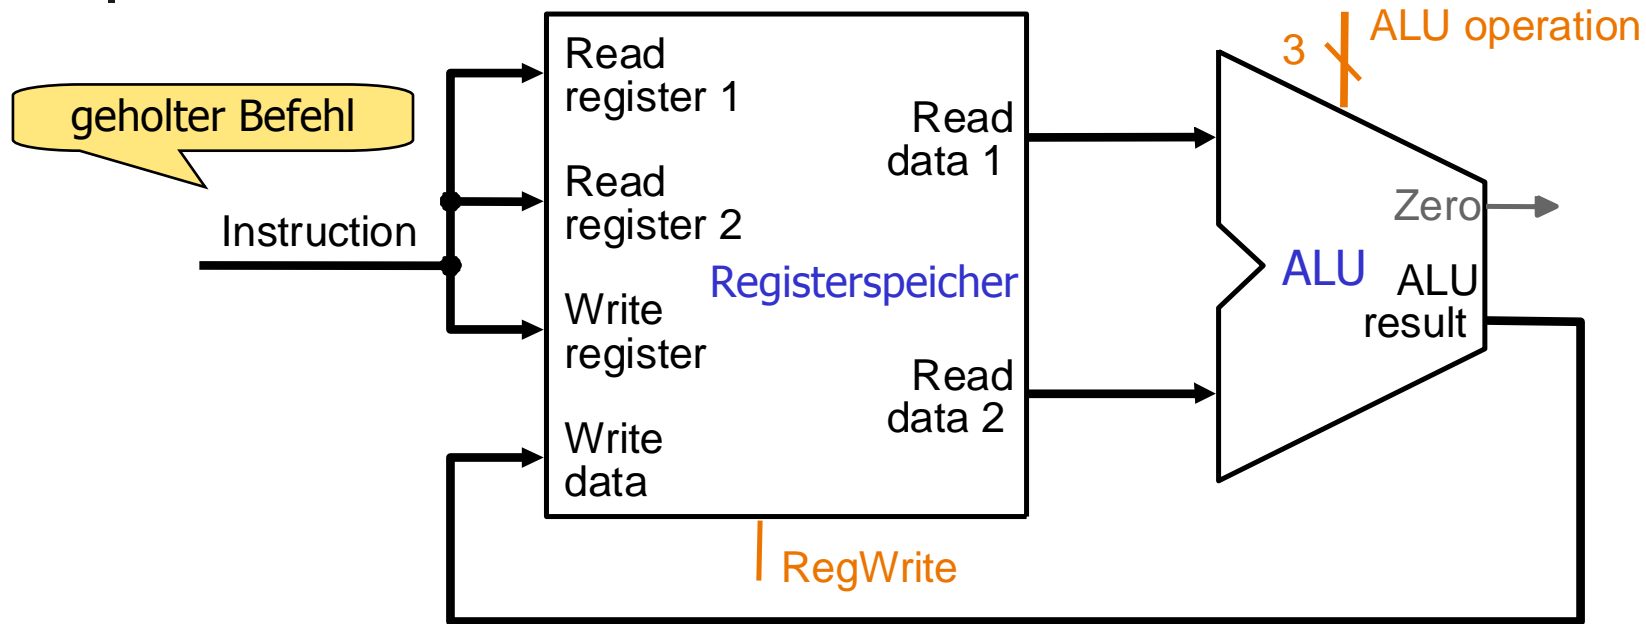 ALU operation
3
Read
register 1
geholter Befehl
Read
data 1
Read
register 2
Zero
Instruction
Registerspeicher
ALU
ALU
result
Write
register
Read
data 2
Write
data
RegWrite